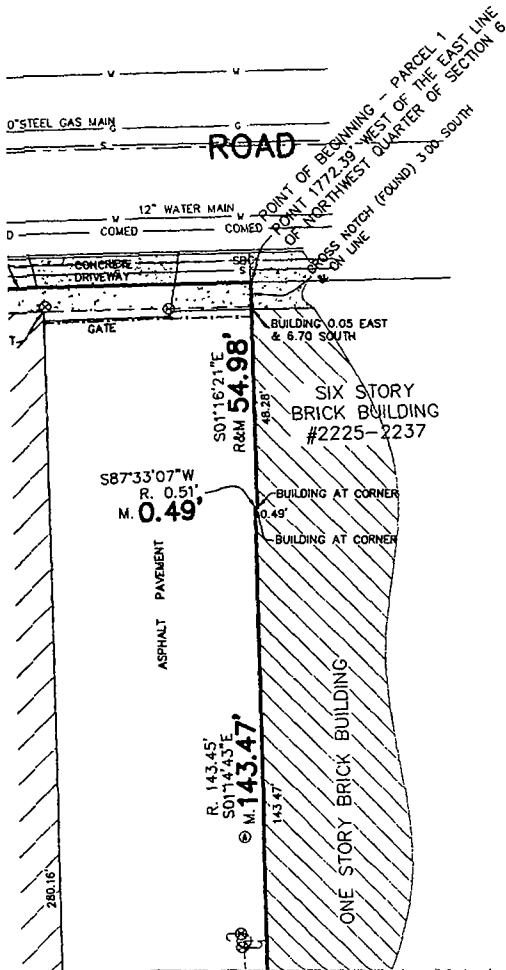 W W
0"STEEL GAS MAIN G G
S
ROAD
POINT OF BEGINNING - PARCEL 1
POINT 1772.39' WEST OF THE EAST LINE
OF NORTHWEST QUARTER OF SECTION 6
CROSS NOTCH (FOUND) 3.00 SOUTH
& ON LINE
12" WATER MAIN W W
D COMED COMED
CONCRETE
DRIVEWAY
SBC
S
T
GATE
BUILDING 0.05 EAST
& 6.70 SOUTH
S01°16'21"E
R&M 54.98'
48.28'
SIX STORY
BRICK BUILDING
#2225-2237
S87°33'07"W
R. 0.51'
M. 0.49'
BUILDING AT CORNER
0.49'
BUILDING AT CORNER
ASPHALT PAVEMENT
R. 143.45'
S01°14'43"E
M. 143.47'
143.47'
A
ONE STORY BRICK BUILDING
280.16'